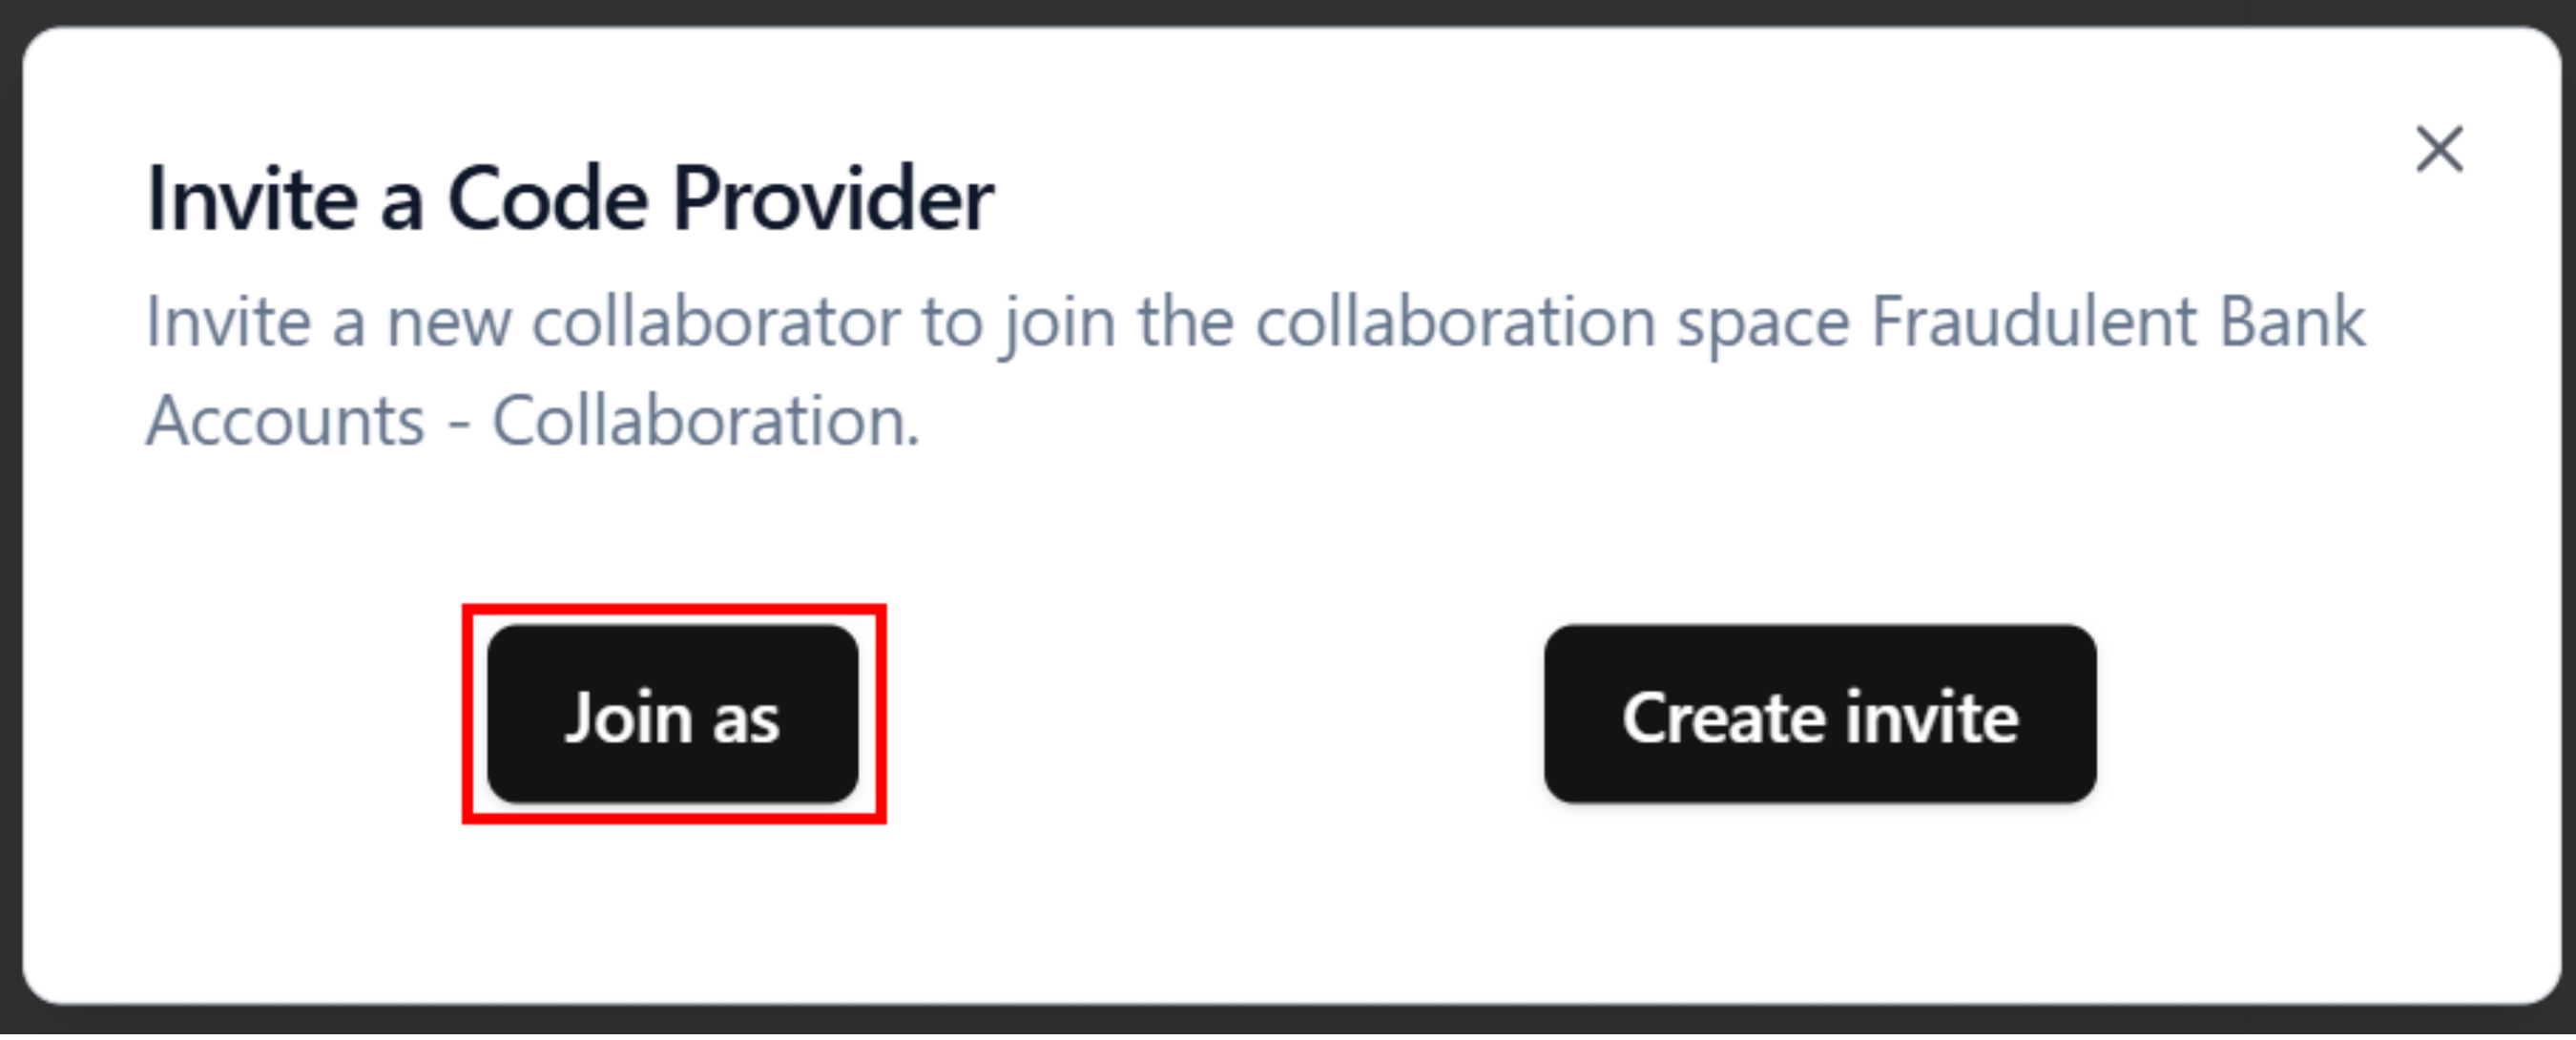 Invite a Code Provider
Invite a new collaborator to join the collaboration space Fraudulent Bank
Accounts - Collaboration.
Join as
Create invite